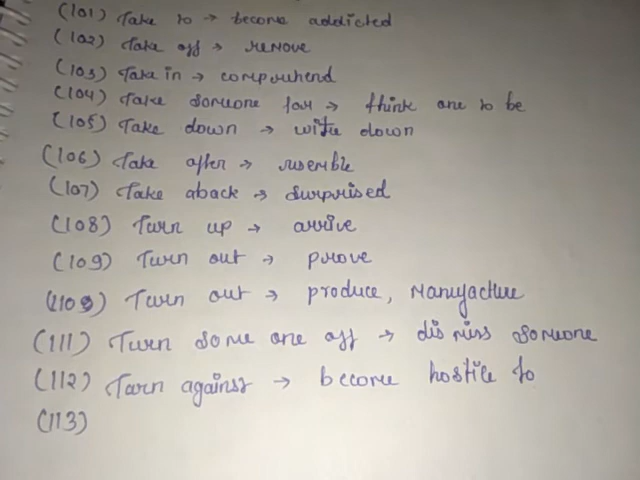 (101) Take to → become addicted
(102) Take off → remove
(103) Take in → comprehend
(104) Take someone for → think one to be
(105) Take down → write down
(106) Take after → resemble
(107) Take aback → surprised
(108) Turn up → arrive
(109) Turn out → prove
(110) Turn out → produce, Manufacture
(111) Turn some one off → dismiss someone
(112) Turn against → become hostile to
(113)